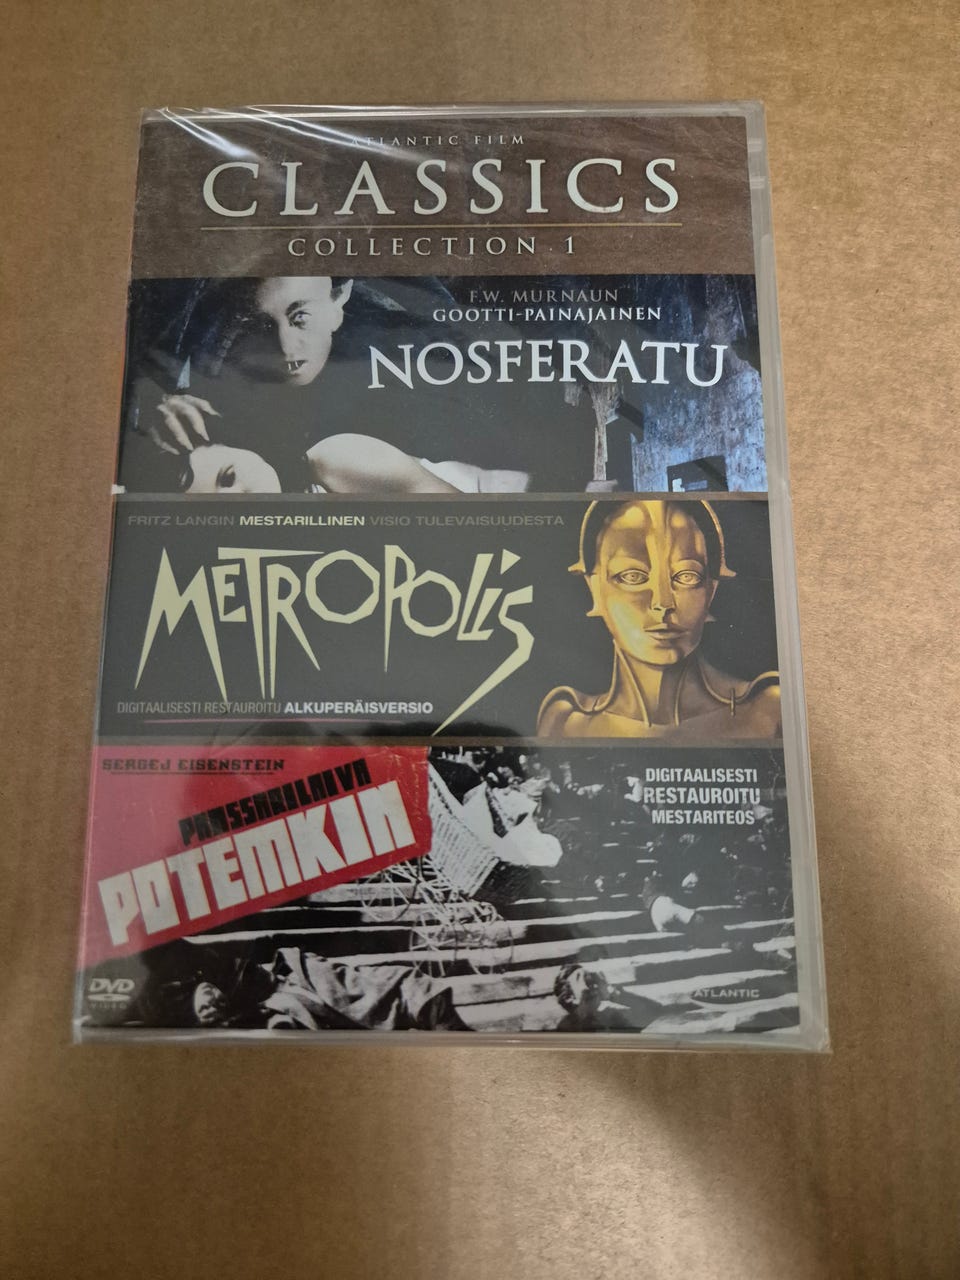 ATLANTIC FILM
CLASSICS
COLLECTION 1
F.W. MURNAUN
GOOTTI-PAINAJAINEN
NOSFERATU
FRITZ LANGIN MESTARILLINEN VISIO TULEVAISUUDESTA
METROPOLIS
DIGITAALISESTI RESTAUROITU ALKUPERÄISVERSIO
SERGEJ EISENSTEIN
PANSSARILAIVA
POTEMKIN
DIGITAALISESTI
RESTAUROITU
MESTARITEOS
DVD
VIDEO
ATLANTIC